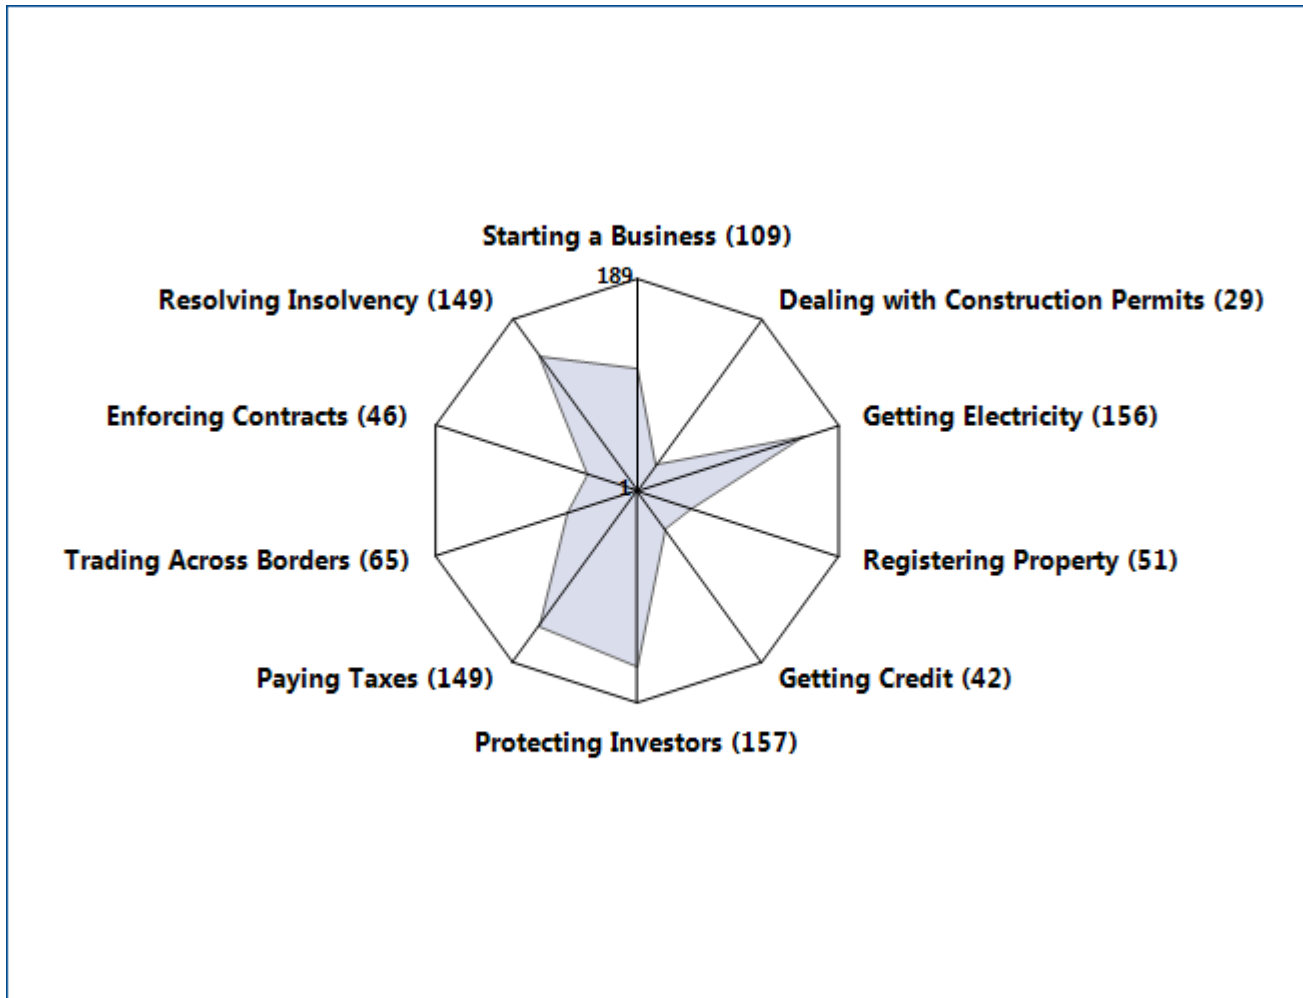 Starting a Business (109)
189
Resolving Insolvency (149)
Dealing with Construction Permits (29)
Enforcing Contracts (46)
Getting Electricity (156)
1
Trading Across Borders (65)
Registering Property (51)
Paying Taxes (149)
Getting Credit (42)
Protecting Investors (157)